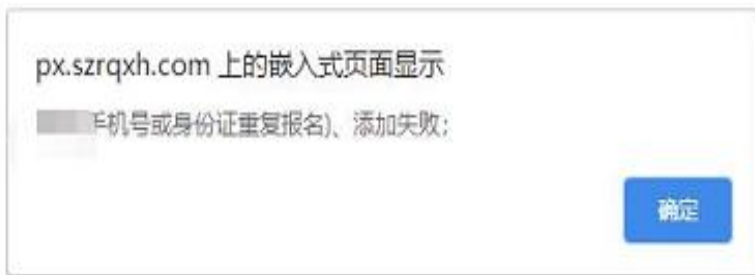 px.szrqxh.com 上的嵌入式页面显示
手机号或身份证重复报名)、添加失败;
确定